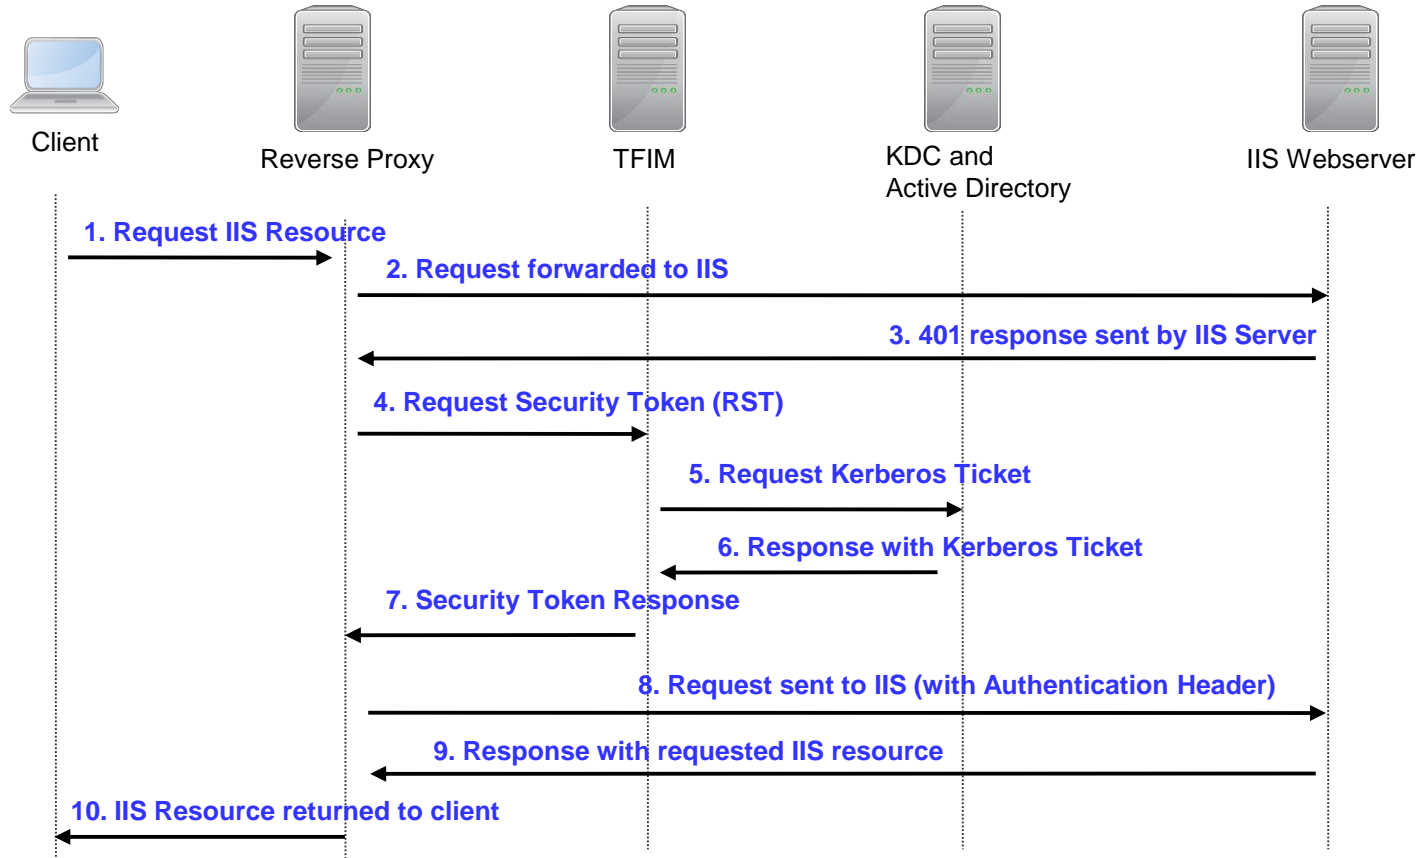 Client
Reverse Proxy
TFIM
KDC and
Active Directory
IIS Webserver
1. Request IIS Resource
2. Request forwarded to IIS
3. 401 response sent by IIS Server
4. Request Security Token (RST)
5. Request Kerberos Ticket
6. Response with Kerberos Ticket
7. Security Token Response
8. Request sent to IIS (with Authentication Header)
9. Response with requested IIS resource
10. IIS Resource returned to client